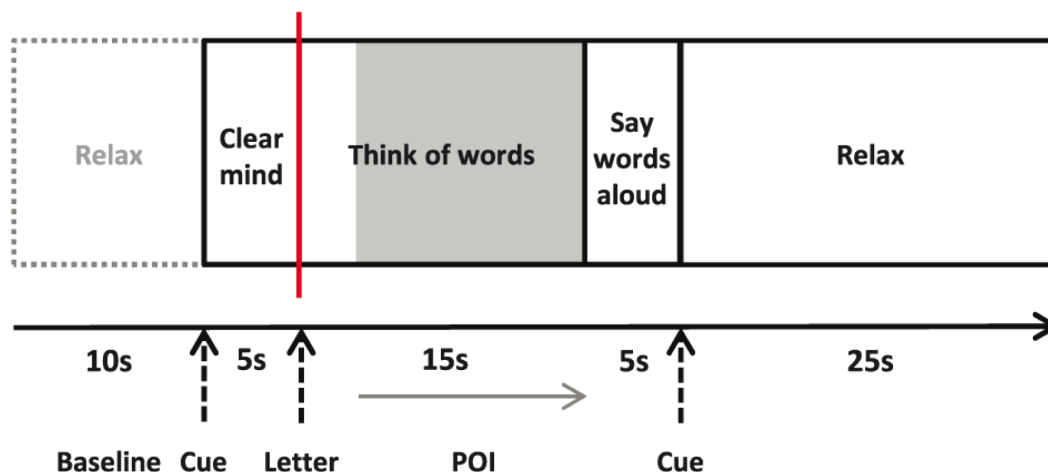 Relax
Clear
mind
Think of words
Say
words
aloud
Relax
10s 5s 15s 5s 25s
Baseline Cue Letter POI Cue